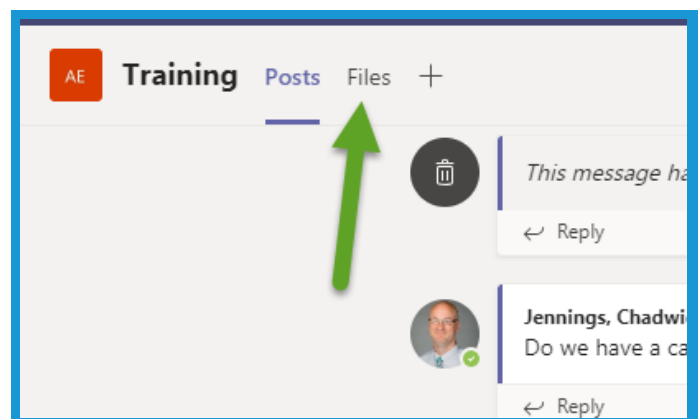 AE Training Posts Files +
This message ha
Reply
Jennings, Chadwi
Do we have a ca
Reply